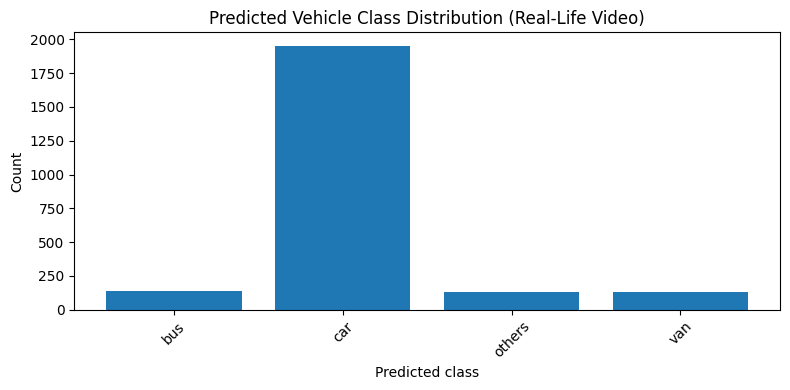 Predicted Vehicle Class Distribution (Real-Life Video)
Count
2000
1750
1500
1250
1000
750
500
250
0
bus
car
others
van
Predicted class